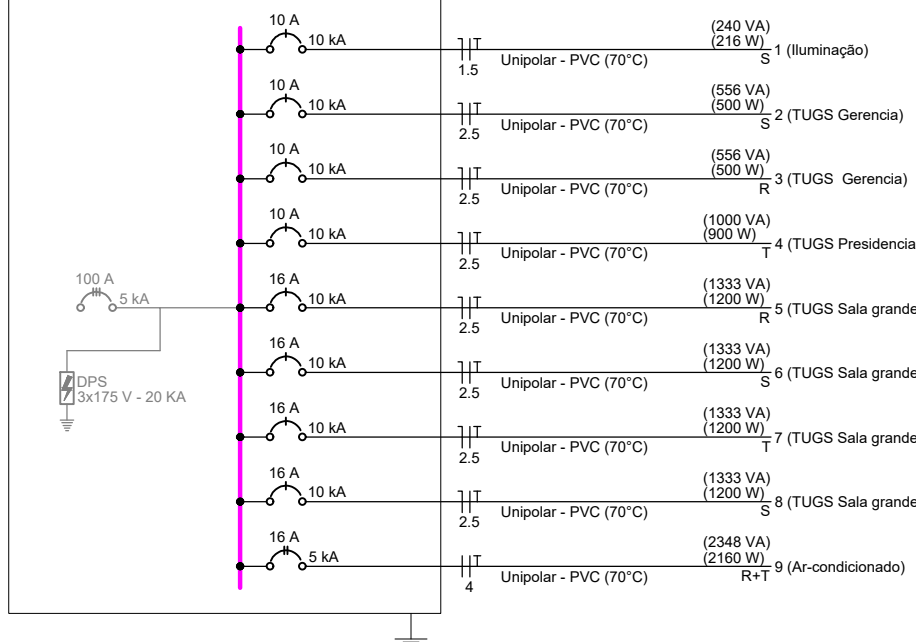 10 A
10 kA
1.5
Unipolar - PVC (70°C)
(240 VA)
(216 W)
S
1 (Iluminação)
10 A
10 kA
2.5
Unipolar - PVC (70°C)
(556 VA)
(500 W)
S
2 (TUGS Gerencia)
10 A
10 kA
2.5
Unipolar - PVC (70°C)
(556 VA)
(500 W)
R
3 (TUGS Gerencia)
10 A
10 kA
2.5
Unipolar - PVC (70°C)
(1000 VA)
(900 W)
T
4 (TUGS Presidencia
100 A
5 kA
DPS
3x175 V - 20 KA
16 A
10 kA
2.5
Unipolar - PVC (70°C)
(1333 VA)
(1200 W)
R
5 (TUGS Sala grande
16 A
10 kA
2.5
Unipolar - PVC (70°C)
(1333 VA)
(1200 W)
S
6 (TUGS Sala grande
16 A
10 kA
2.5
Unipolar - PVC (70°C)
(1333 VA)
(1200 W)
T
7 (TUGS Sala grande
16 A
10 kA
2.5
Unipolar - PVC (70°C)
(1333 VA)
(1200 W)
S
8 (TUGS Sala grande
16 A
5 kA
4
Unipolar - PVC (70°C)
(2348 VA)
(2160 W)
R+T
9 (Ar-condicionado)